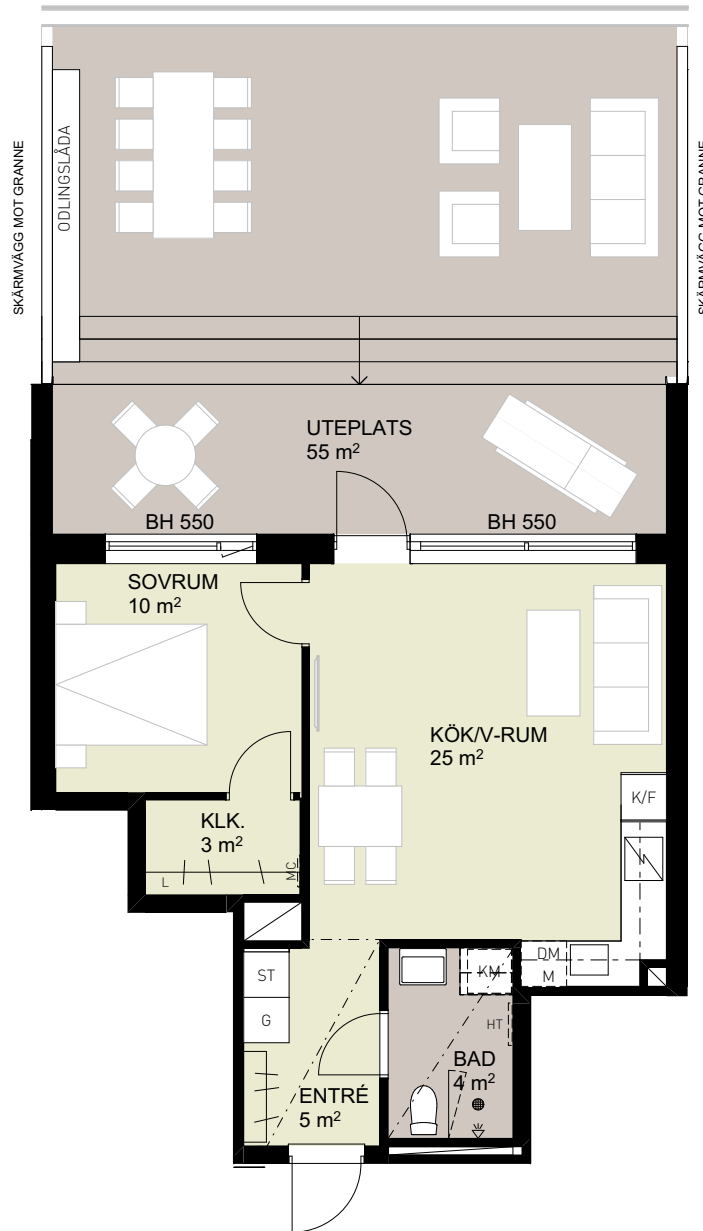 SKÄRMVÄGG MOT GRANNE
ODLINGSLÅDA
SKÄRMVÄGG MOT GRANNE
UTEPLATS
55 m²
BH 550
BH 550
SOVRUM
10 m²
KÖK/V-RUM
25 m²
K/F
KLK.
3 m²
L
MC
ST
G
KM
DM
M
HT
BAD
4 m²
ENTRÉ
5 m²